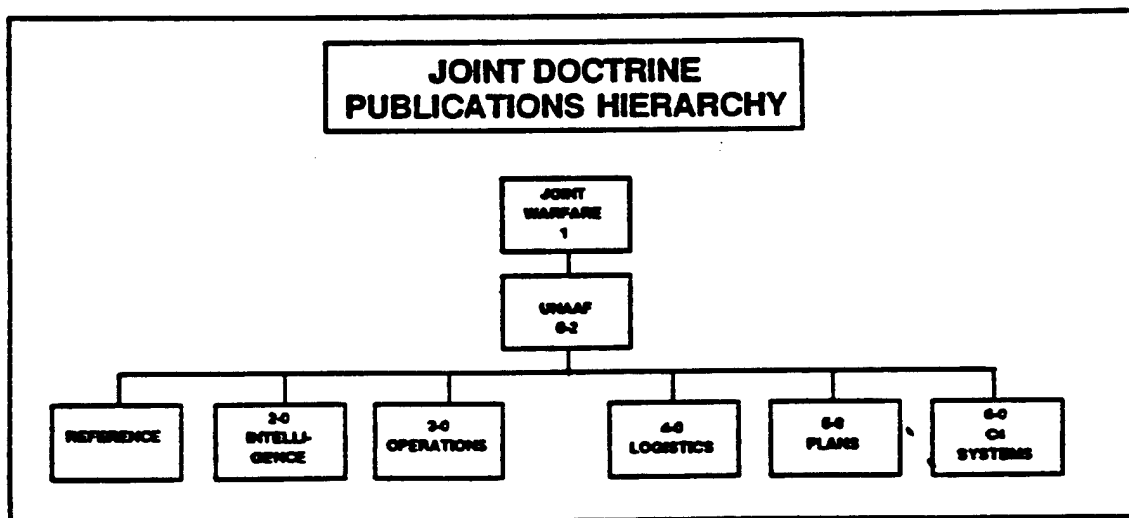 JOINT DOCTRINE
PUBLICATIONS HIERARCHY
JOINT
WARFARE
1
UNAAF
0-2
REFERENCE
2-0
INTELLI-
GENCE
3-0
OPERATIONS
4-0
LOGISTICS
5-0
PLANS
6-0
C4
SYSTEMS